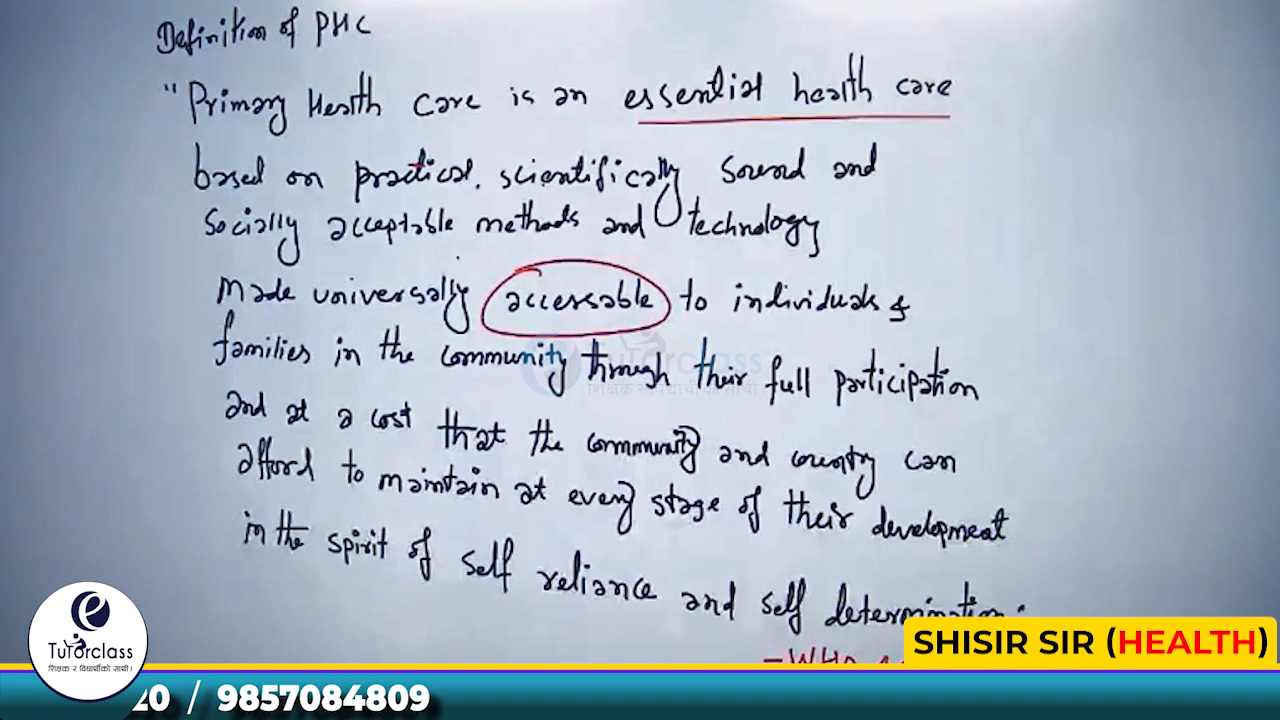 Definition of PHC
"Primary Health Care is an essential health care
based on practical, scientifically sound and
socially acceptable methods and technology
made universally accessable to individuals &
families in the community through their full participation
and at a cost that the community and country can
afford to maintain at every stage of their development
in the spirit of self reliance and self determination.
- WHO
Tutorclass
SHISIR SIR (HEALTH)
e
Tutorclass
शिक्षक र विद्यार्थीको साथी।
20 / 9857084809